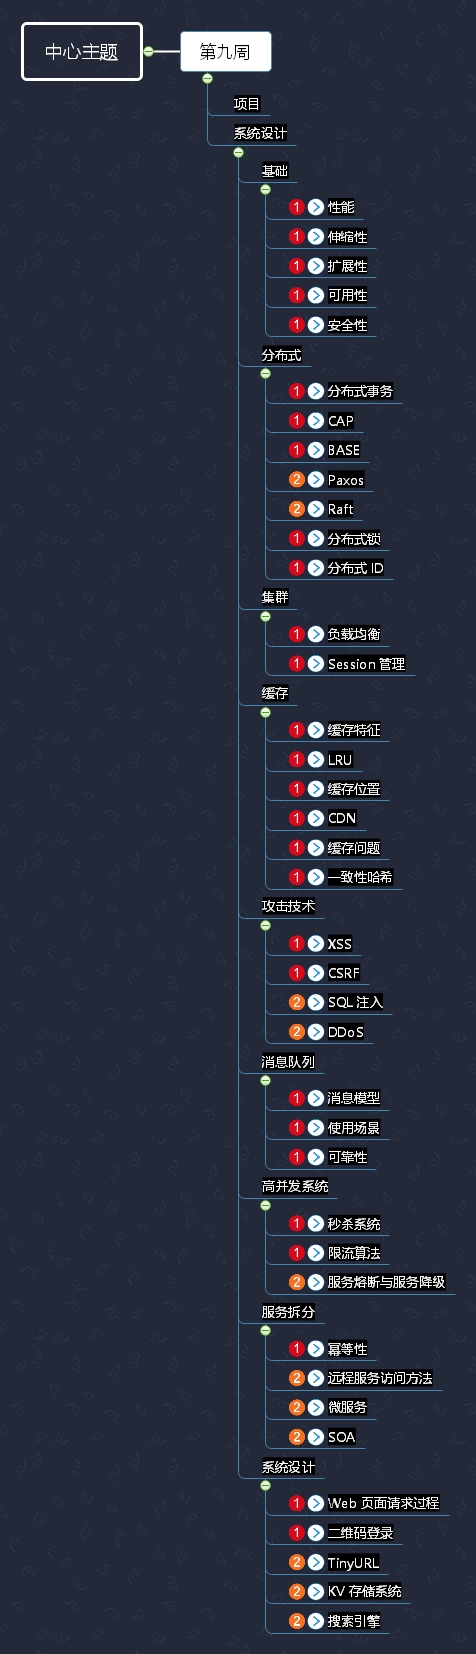 中心主题
第九周
项目
系统设计
基础
1 性能
1 伸缩性
1 扩展性
1 可用性
1 安全性
分布式
1 分布式事务
1 CAP
1 BASE
2 Paxos
2 Raft
1 分布式锁
1 分布式 ID
集群
1 负载均衡
1 Session 管理
缓存
1 缓存特征
1 LRU
1 缓存位置
1 CDN
1 缓存问题
1 一致性哈希
攻击技术
1 XSS
1 CSRF
2 SQL 注入
2 DDoS
消息队列
1 消息模型
1 使用场景
1 可靠性
高并发系统
1 秒杀系统
1 限流算法
2 服务熔断与服务降级
服务拆分
1 幂等性
2 远程服务访问方法
2 微服务
2 SOA
系统设计
1 Web 页面请求过程
1 二维码登录
2 TinyURL
2 KV 存储系统
2 搜索引擎